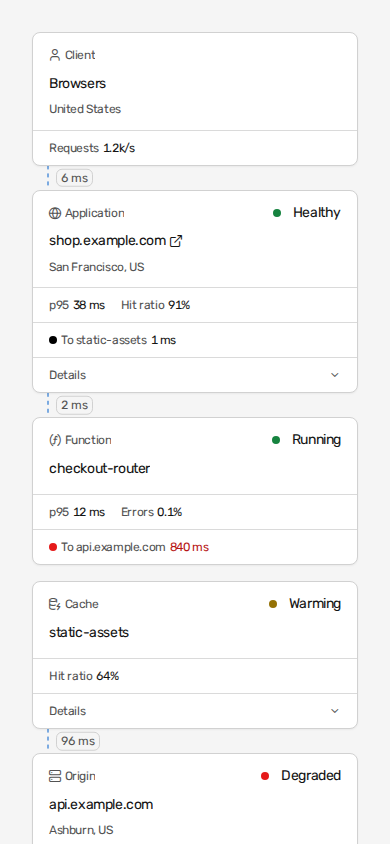 Client
Browsers
United States
Requests 1.2k/s
6 ms
Application Healthy
shop.example.com
San Francisco, US
p95 38 ms Hit ratio 91%
To static-assets 1 ms
Details
2 ms
Function Running
checkout-router
p95 12 ms Errors 0.1%
To api.example.com 840 ms
Cache Warming
static-assets
Hit ratio 64%
Details
96 ms
Origin Degraded
api.example.com
Ashburn, US